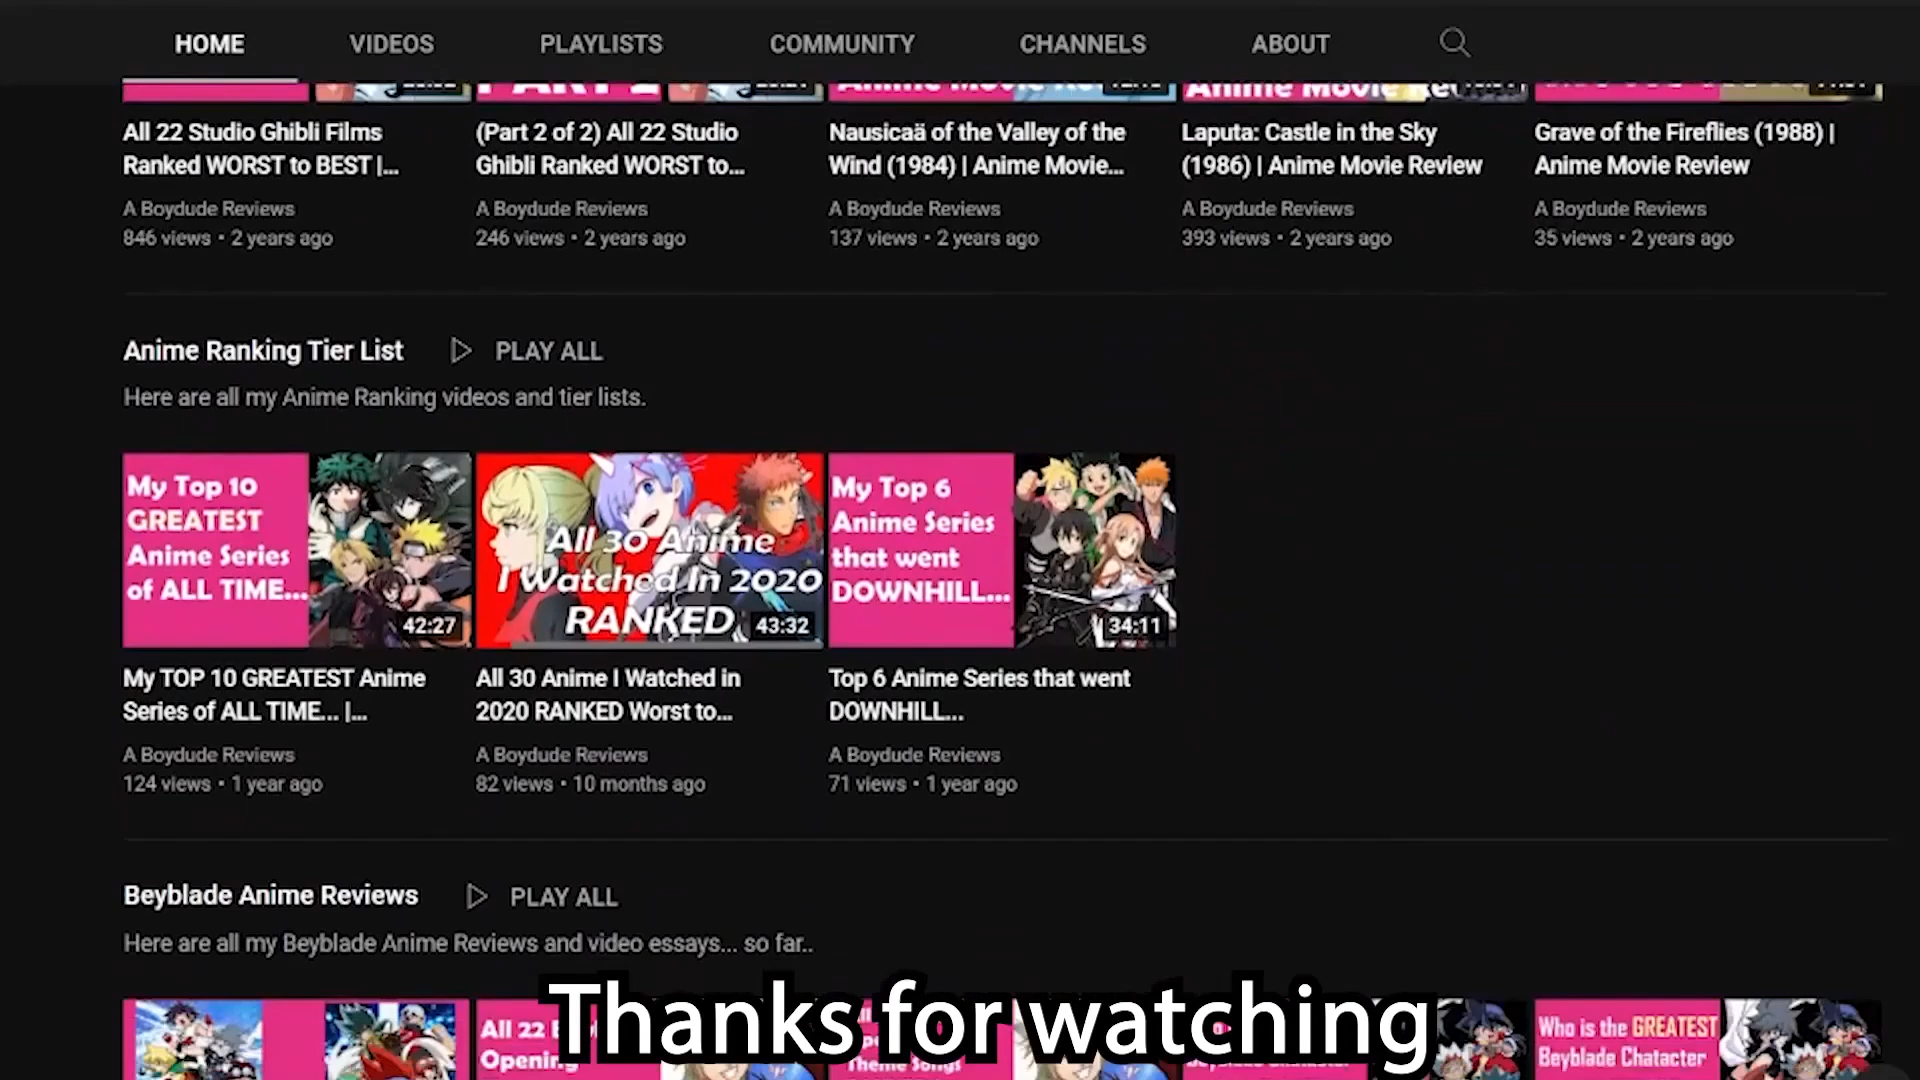 HOME VIDEOS PLAYLISTS COMMUNITY CHANNELS ABOUT
All 22 Studio Ghibli Films
Ranked WORST to BEST |...
A Boydude Reviews
846 views • 2 years ago
(Part 2 of 2) All 22 Studio
Ghibli Ranked WORST to...
A Boydude Reviews
246 views • 2 years ago
Nausicaä of the Valley of the
Wind (1984) | Anime Movie...
A Boydude Reviews
137 views • 2 years ago
Laputa: Castle in the Sky
(1986) | Anime Movie Review
A Boydude Reviews
393 views • 2 years ago
Grave of the Fireflies (1988) |
Anime Movie Review
A Boydude Reviews
35 views • 2 years ago
Anime Ranking Tier List PLAY ALL
Here are all my Anime Ranking videos and tier lists.
My Top 10
GREATEST
Anime Series
of ALL TIME...
42:27
All 30 Anime
I Watched In 2020
RANKED
43:32
My Top 6
Anime Series
that went
DOWNHILL...
34:11
My TOP 10 GREATEST Anime
Series of ALL TIME... |...
A Boydude Reviews
124 views • 1 year ago
All 30 Anime I Watched in
2020 RANKED Worst to...
A Boydude Reviews
82 views • 10 months ago
Top 6 Anime Series that went
DOWNHILL...
A Boydude Reviews
71 views • 1 year ago
Beyblade Anime Reviews PLAY ALL
Here are all my Beyblade Anime Reviews and video essays... so far..
All 22
Who is the GREATEST
Beyblade Chatacter
Thanks for watching